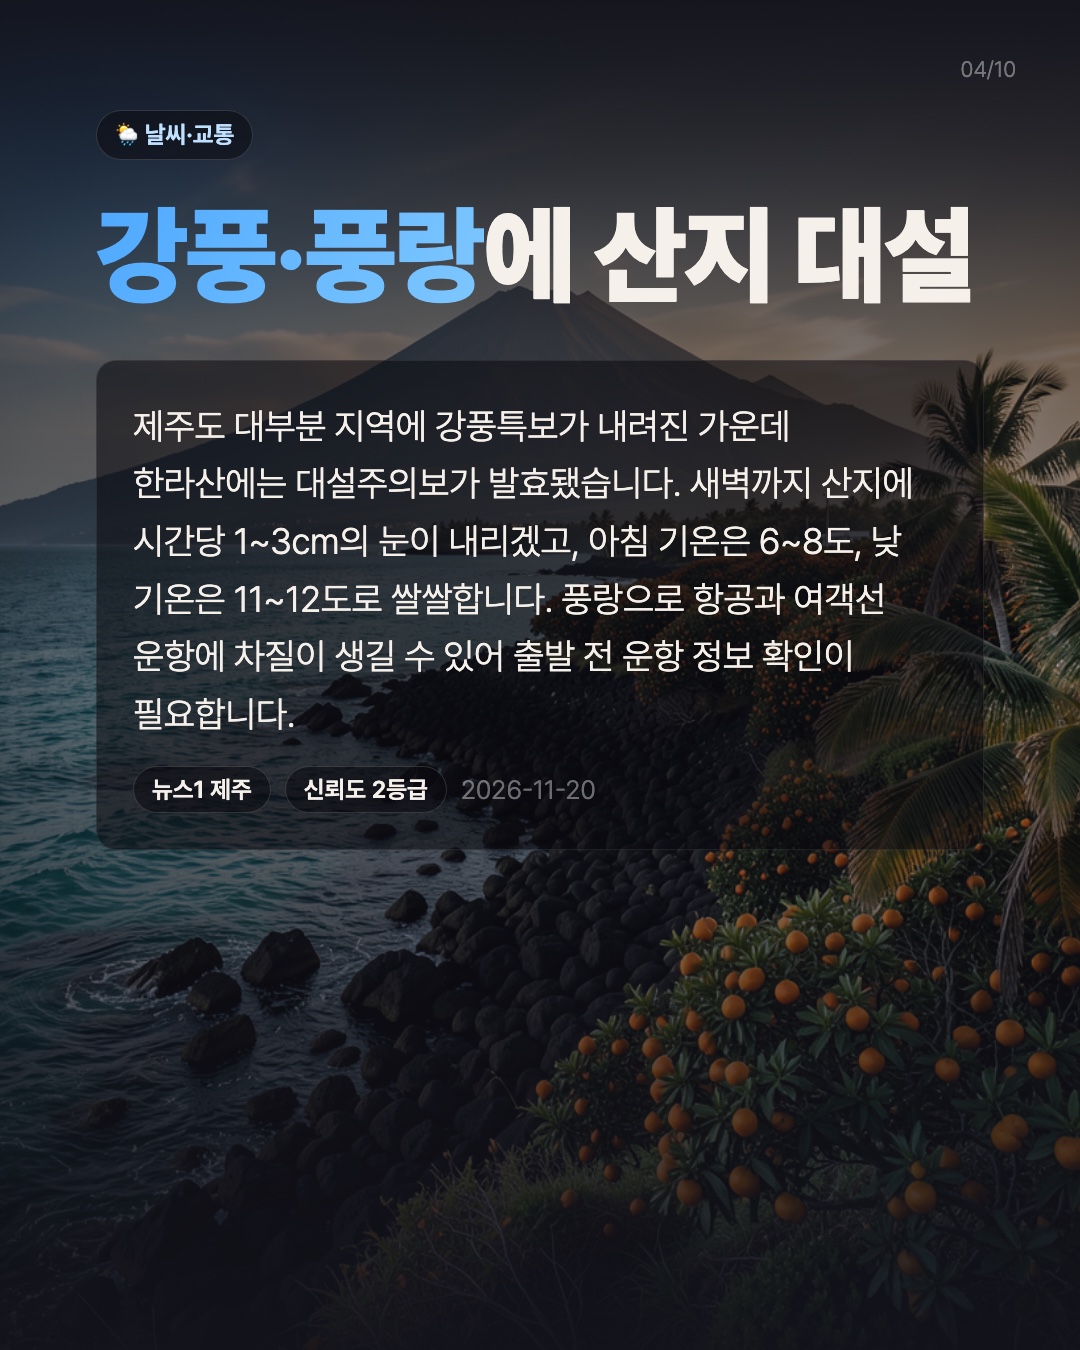 04/10
날씨·교통
강풍·풍랑에 산지 대설
제주도 대부분 지역에 강풍특보가 내려진 가운데
한라산에는 대설주의보가 발효됐습니다. 새벽까지 산지에
시간당 1~3cm의 눈이 내리겠고, 아침 기온은 6~8도, 낮
기온은 11~12도로 쌀쌀합니다. 풍랑으로 항공과 여객선
운항에 차질이 생길 수 있어 출발 전 운항 정보 확인이
필요합니다.
뉴스1 제주 신뢰도 2등급 2026-11-20